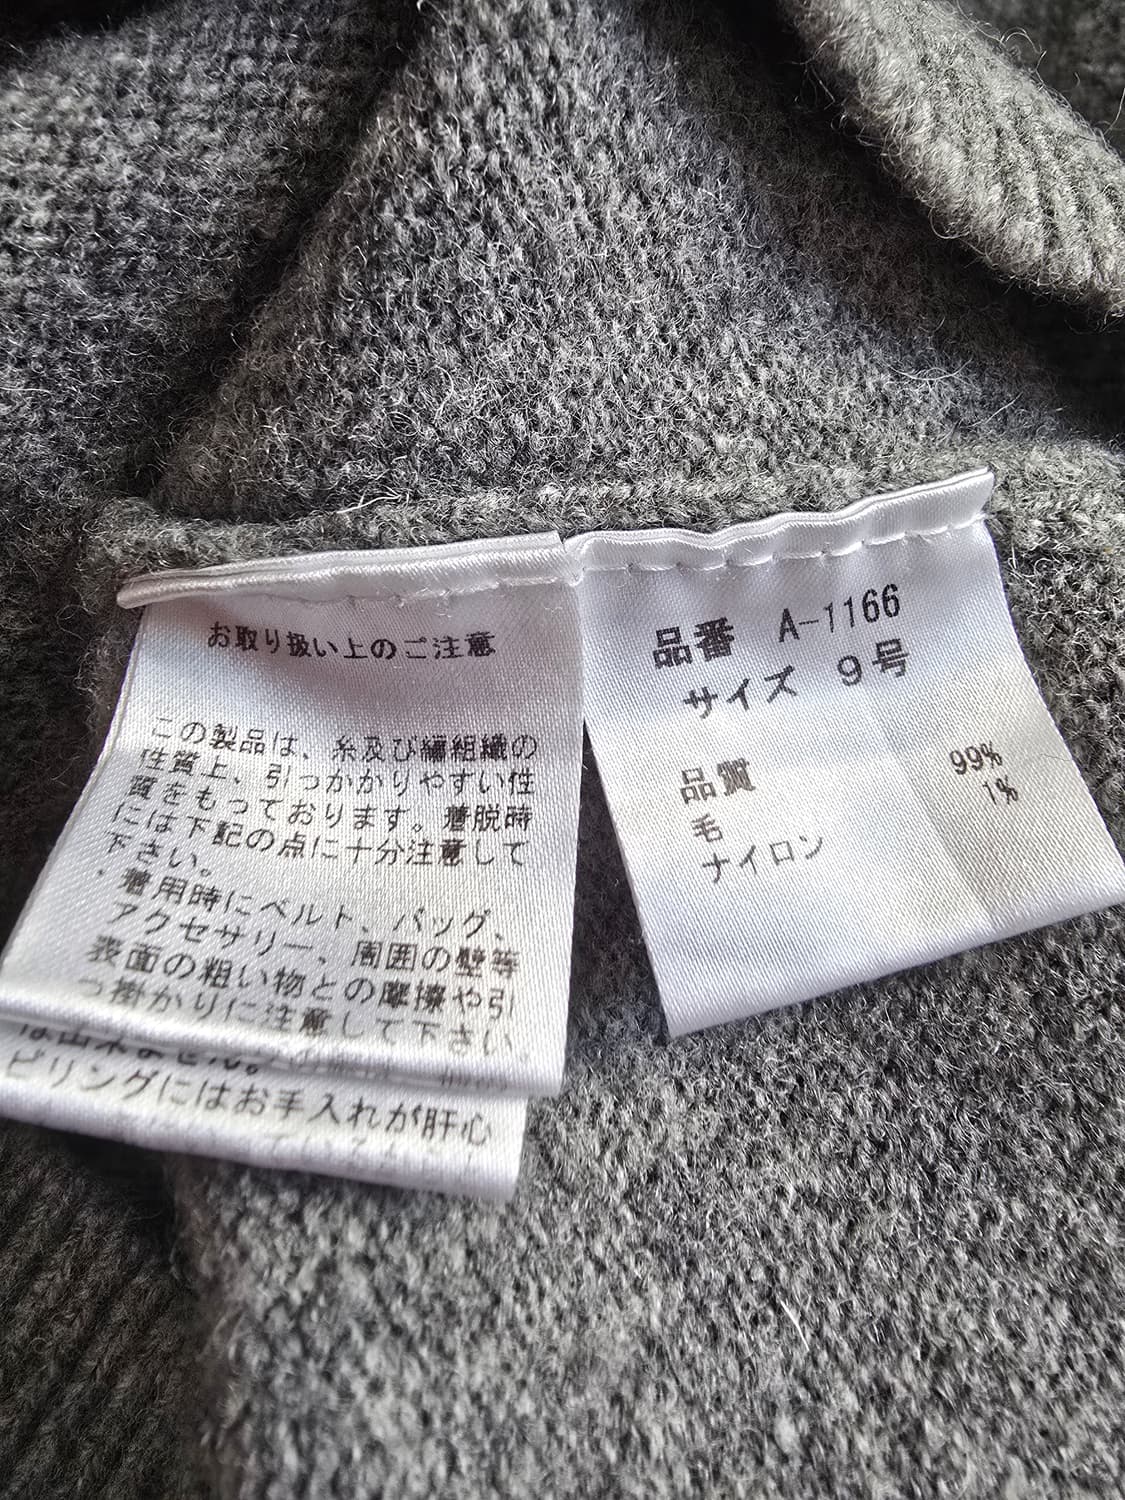 お取り扱い上のご注意
この製品は、糸及び編組織の
性質上、引っかかりやすい性
質をもっております。着脱時
には下記の点に十分注意して
下さい。
・着用時にベルト、バッグ、
アクセサリー、周囲の壁等
表面の粗い物との摩擦や引
っ掛かりに注意して下さい。
は出来ません。
ピリングにはお手入れが肝心
品番 A-1166
サイズ 9号
品質
毛 99%
ナイロン 1%